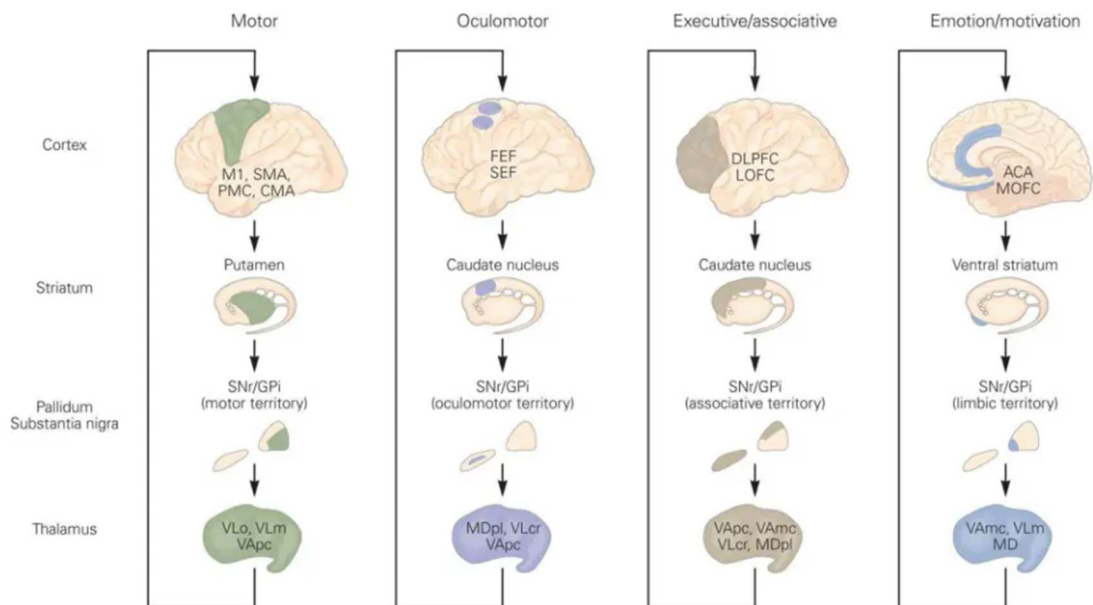 Motor
Oculomotor
Executive/associative
Emotion/motivation
Cortex
M1, SMA,
PMC, CMA
FEF
SEF
DLPFC
LOFC
ACA
MOFC
Striatum
Putamen
Caudate nucleus
Caudate nucleus
Ventral striatum
Pallidum
Substantia nigra
SNr/GPi
(motor territory)
SNr/GPi
(oculomotor territory)
SNr/GPi
(associative territory)
SNr/GPi
(limbic territory)
Thalamus
VLo, VLm
VApc
MDpl, VLcr
VApc
VApc, VAmc
VLcr, MDpl
VAmc, VLm
MD